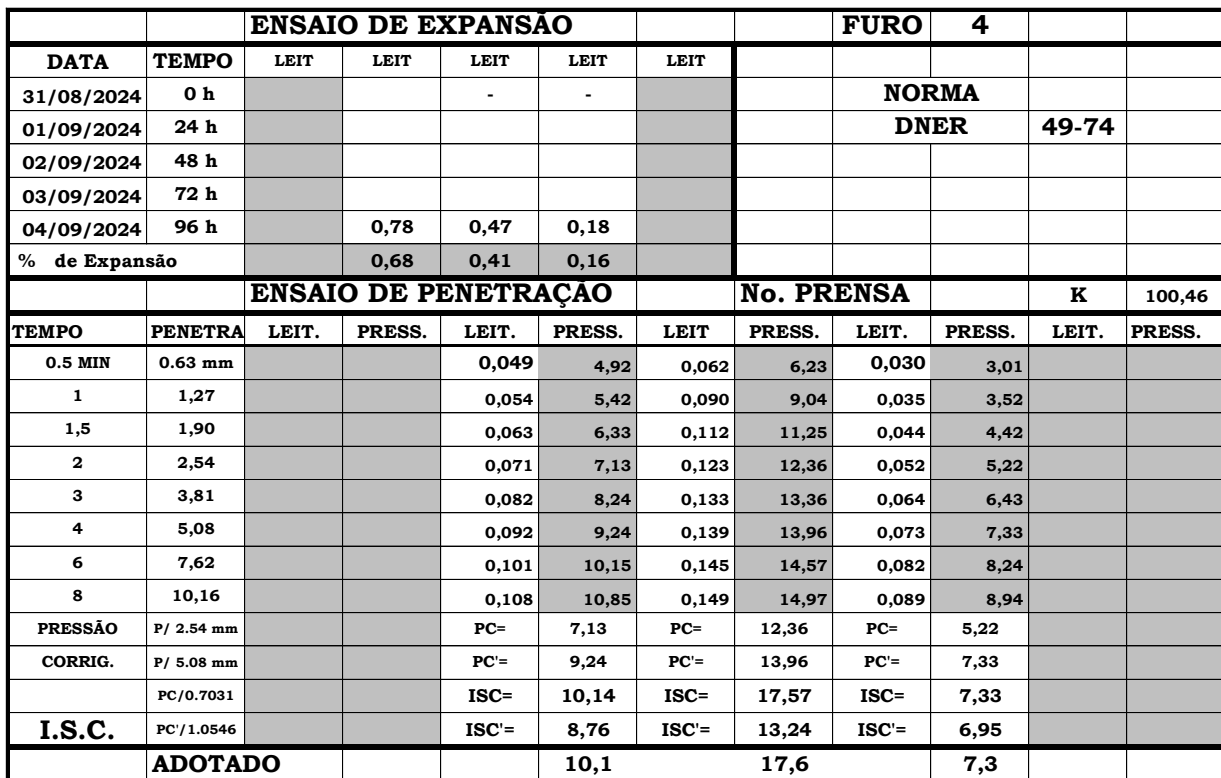 ENSAIO DE EXPANSÃO FURO 4
DATA TEMPO LEIT LEIT LEIT LEIT LEIT
31/08/2024 0 h - - NORMA
01/09/2024 24 h DNER 49-74
02/09/2024 48 h
03/09/2024 72 h
04/09/2024 96 h 0,78 0,47 0,18
% de Expansão 0,68 0,41 0,16
ENSAIO DE PENETRAÇÃO No. PRENSA K 100,46
TEMPO PENETRA LEIT. PRESS. LEIT. PRESS. LEIT PRESS. LEIT. PRESS. LEIT. PRESS.
0.5 MIN 0.63 mm 0,049 4,92 0,062 6,23 0,030 3,01
1 1,27 0,054 5,42 0,090 9,04 0,035 3,52
1,5 1,90 0,063 6,33 0,112 11,25 0,044 4,42
2 2,54 0,071 7,13 0,123 12,36 0,052 5,22
3 3,81 0,082 8,24 0,133 13,36 0,064 6,43
4 5,08 0,092 9,24 0,139 13,96 0,073 7,33
6 7,62 0,101 10,15 0,145 14,57 0,082 8,24
8 10,16 0,108 10,85 0,149 14,97 0,089 8,94
PRESSÃO P/ 2.54 mm PC= 7,13 PC= 12,36 PC= 5,22
CORRIG. P/ 5.08 mm PC'= 9,24 PC'= 13,96 PC'= 7,33
PC/0.7031 ISC= 10,14 ISC= 17,57 ISC= 7,33
I.S.C. PC'/1.0546 ISC'= 8,76 ISC'= 13,24 ISC'= 6,95
ADOTADO 10,1 17,6 7,3